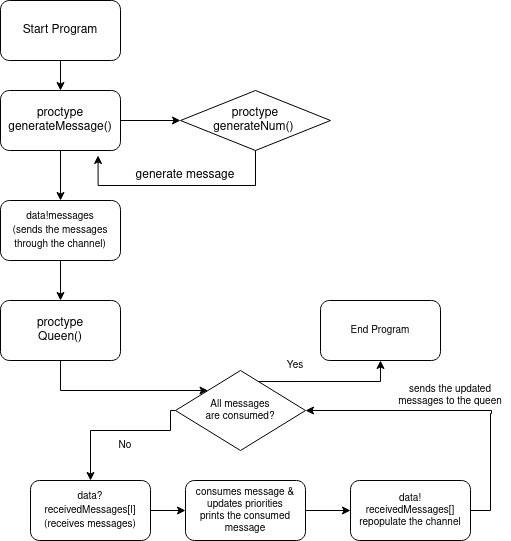 Start Program
proctype
generateMessage()
proctype
generateNum()
generate message
data!messages
(sends the messages
through the channel)
proctype
Queen()
End Program
Yes
All messages
are consumed?
sends the updated
messages to the queen
No
data?
receivedMessages[I]
(receives messages)
consumes message &
updates priorities
prints the consumed
message
data!
receivedMessages[]
repopulate the channel